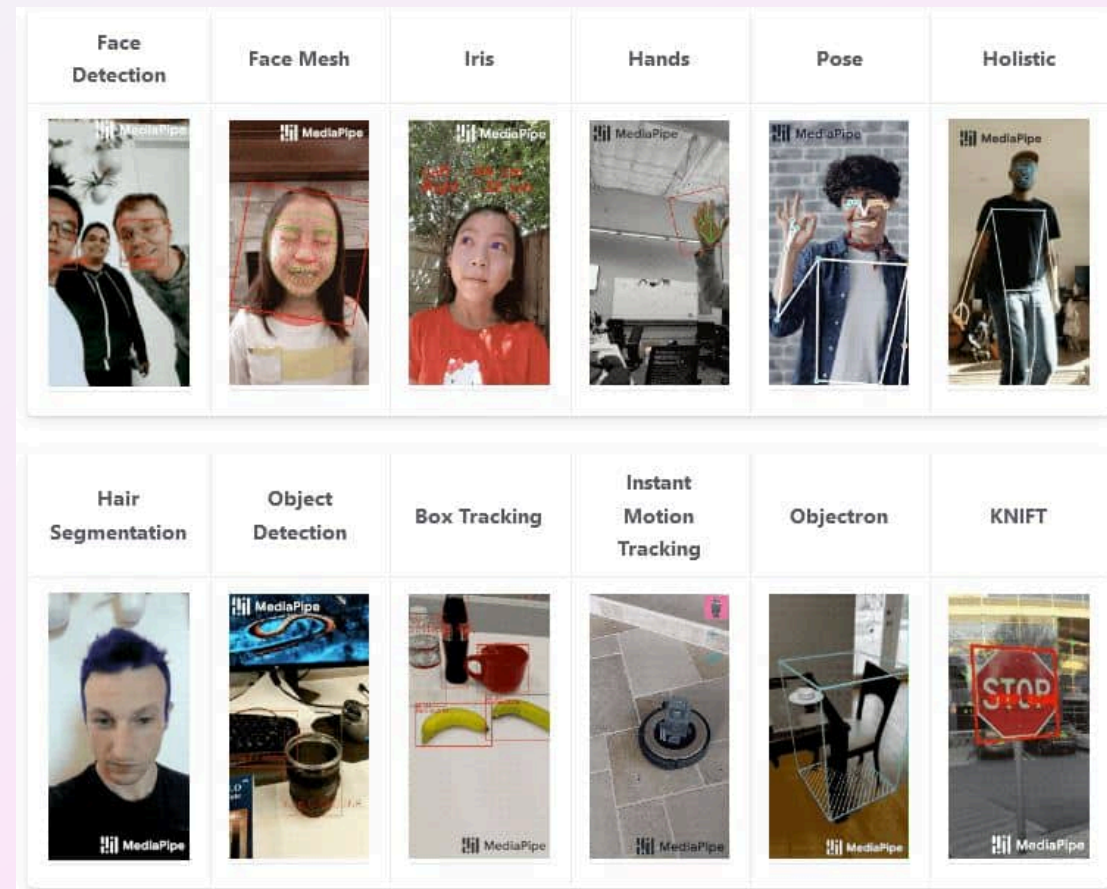 Face
Detection
Face Mesh
Iris
Hands
Pose
Holistic
MediaPipe
MediaPipe
MediaPipe
MediaPipe
MediaPipe
MediaPipe
Hair
Segmentation
Object
Detection
Box Tracking
Instant
Motion
Tracking
Objectron
KNIFT
MediaPipe
STOP
MediaPipe
MediaPipe
MediaPipe
MediaPipe
MediaPipe